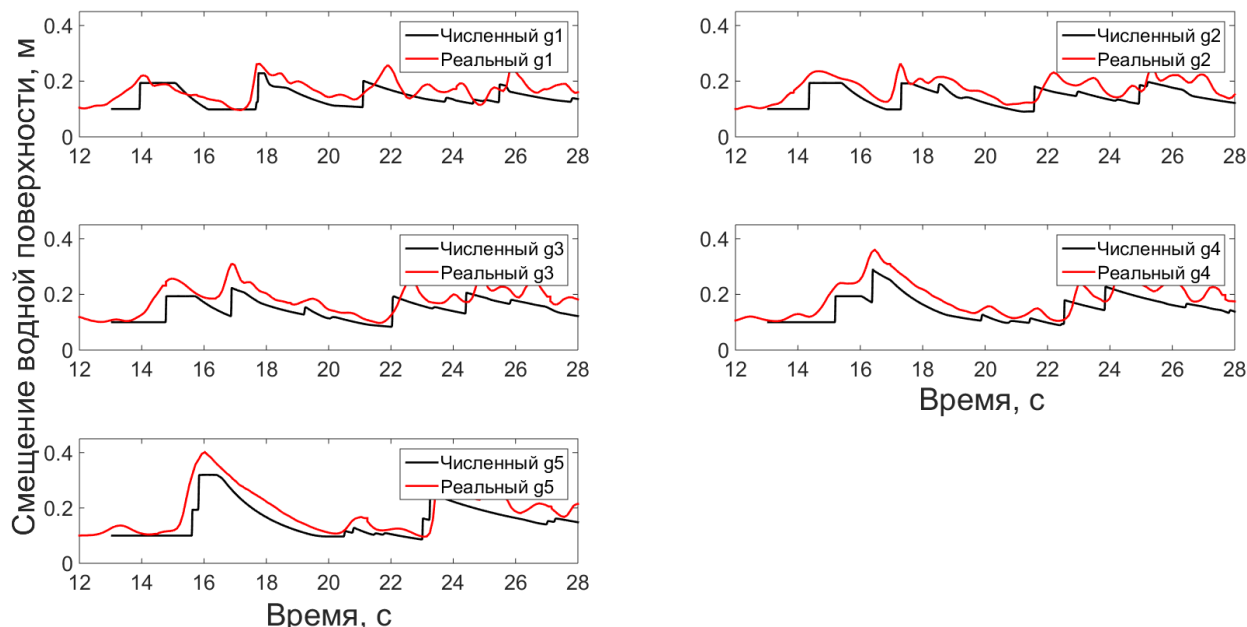 Смещение водной поверхности, м
0.4
0.2
0
12 14 16 18 20 22 24 26 28
Численный g1
Реальный g1
0.4
0.2
0
12 14 16 18 20 22 24 26 28
Численный g2
Реальный g2
0.4
0.2
0
12 14 16 18 20 22 24 26 28
Численный g3
Реальный g3
0.4
0.2
0
12 14 16 18 20 22 24 26 28
Численный g4
Реальный g4
Время, с
0.4
0.2
0
12 14 16 18 20 22 24 26 28
Численный g5
Реальный g5
Время, с